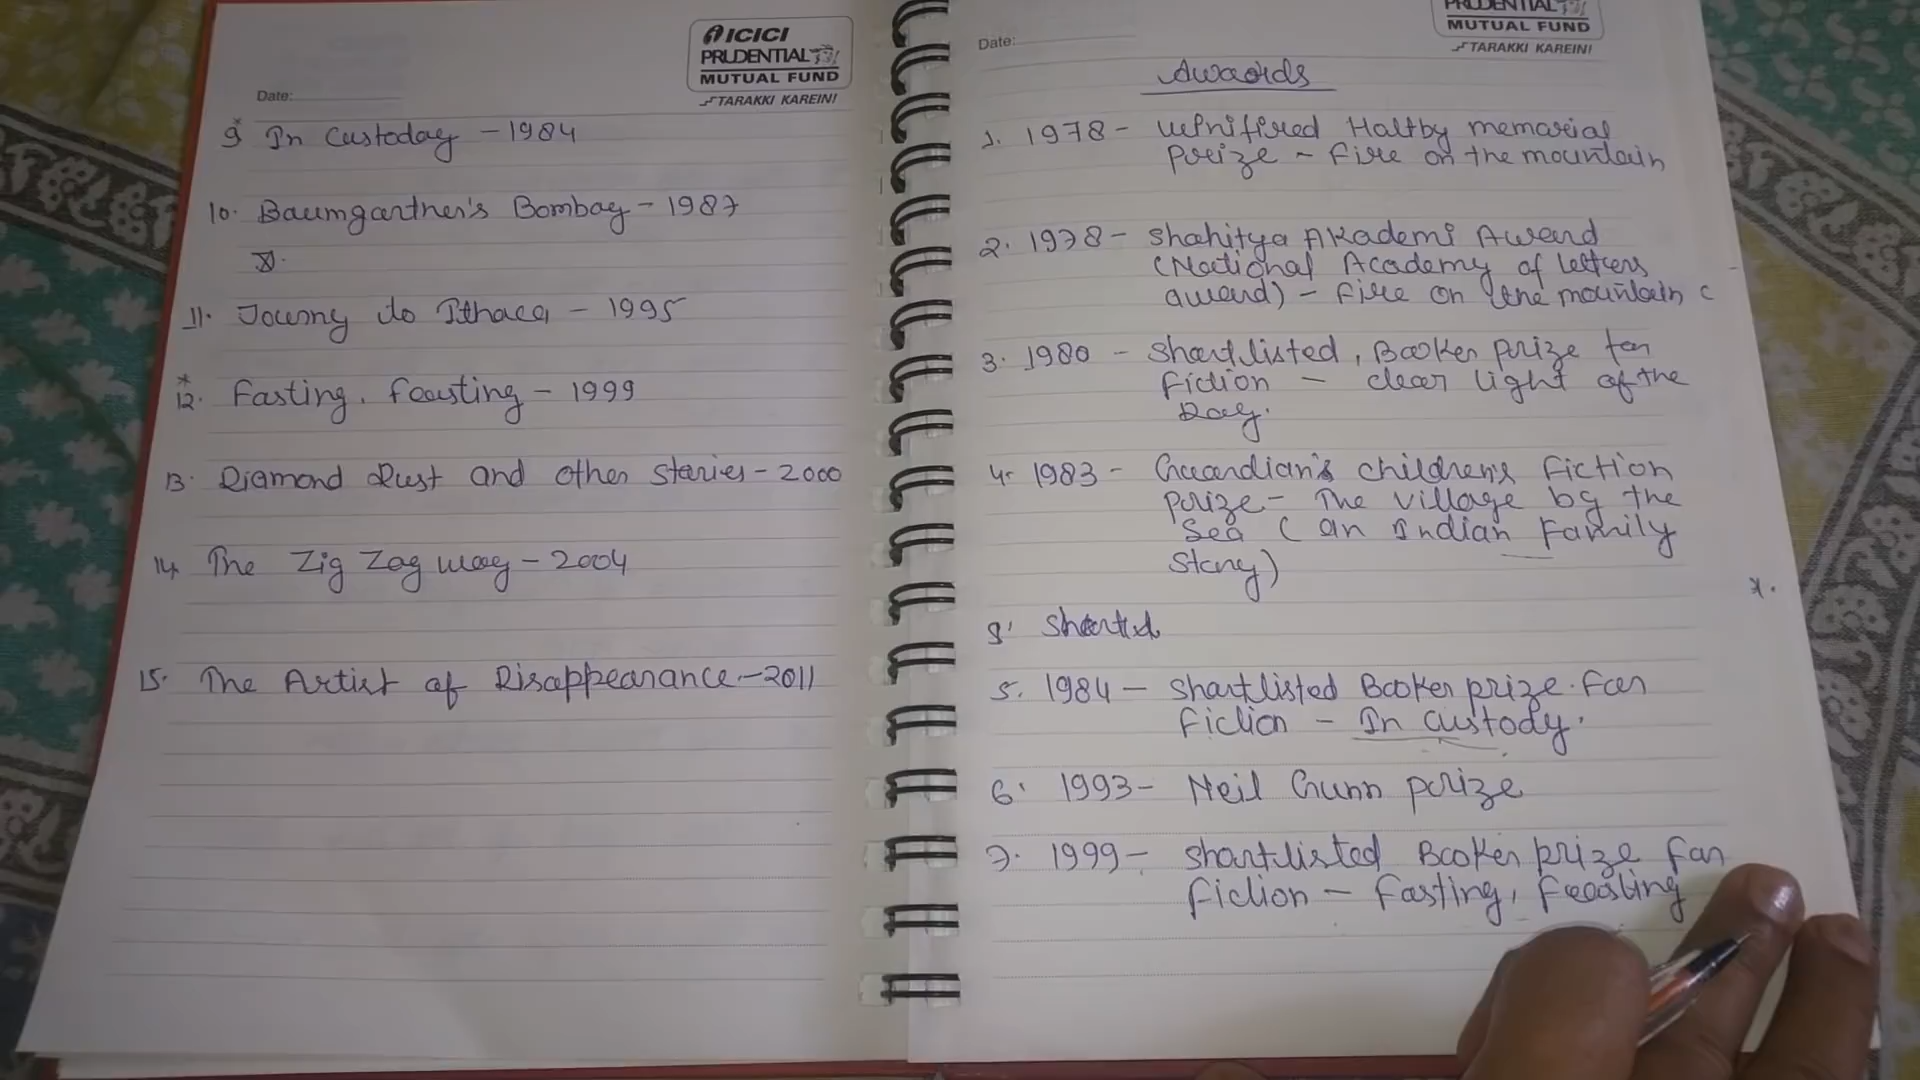 ICICI
PRUDENTIAL
MUTUAL FUND
TARAKKI KAREIN!
Date:
9* In Custoday - 1984
10. Baumgartner's Bombay - 1987
11. Journy to Ithaca - 1995
*
12. Fasting, Feasting - 1999
13. Diamond Dust and other stories - 2000
14. The Zig Zag way - 2004
15. The Artist of Disappearance - 2011
PRUDENTIAL
MUTUAL FUND
TARAKKI KAREIN!
Date:
Awards
1. 1978 - Winifired Haltby memorial
prize - Fire on the mountain
2. 1978 - Shahitya Akademi Award
(National Academy of letters
award) - Fire on the mountain
3. 1980 - Shortlisted, Booker prize for
Fiction - clear light of the
Day.
4. 1983 - Guardian's children's Fiction
prize - The village by the
Sea (an Indian Family
Story)
5. 1984 - Shortlisted Booker prize. For
Fiction - In custody.
6. 1993 - Neil Gunn prize
7. 1999 - Shortlisted Booker prize For
Fiction - Fasting, Feasting